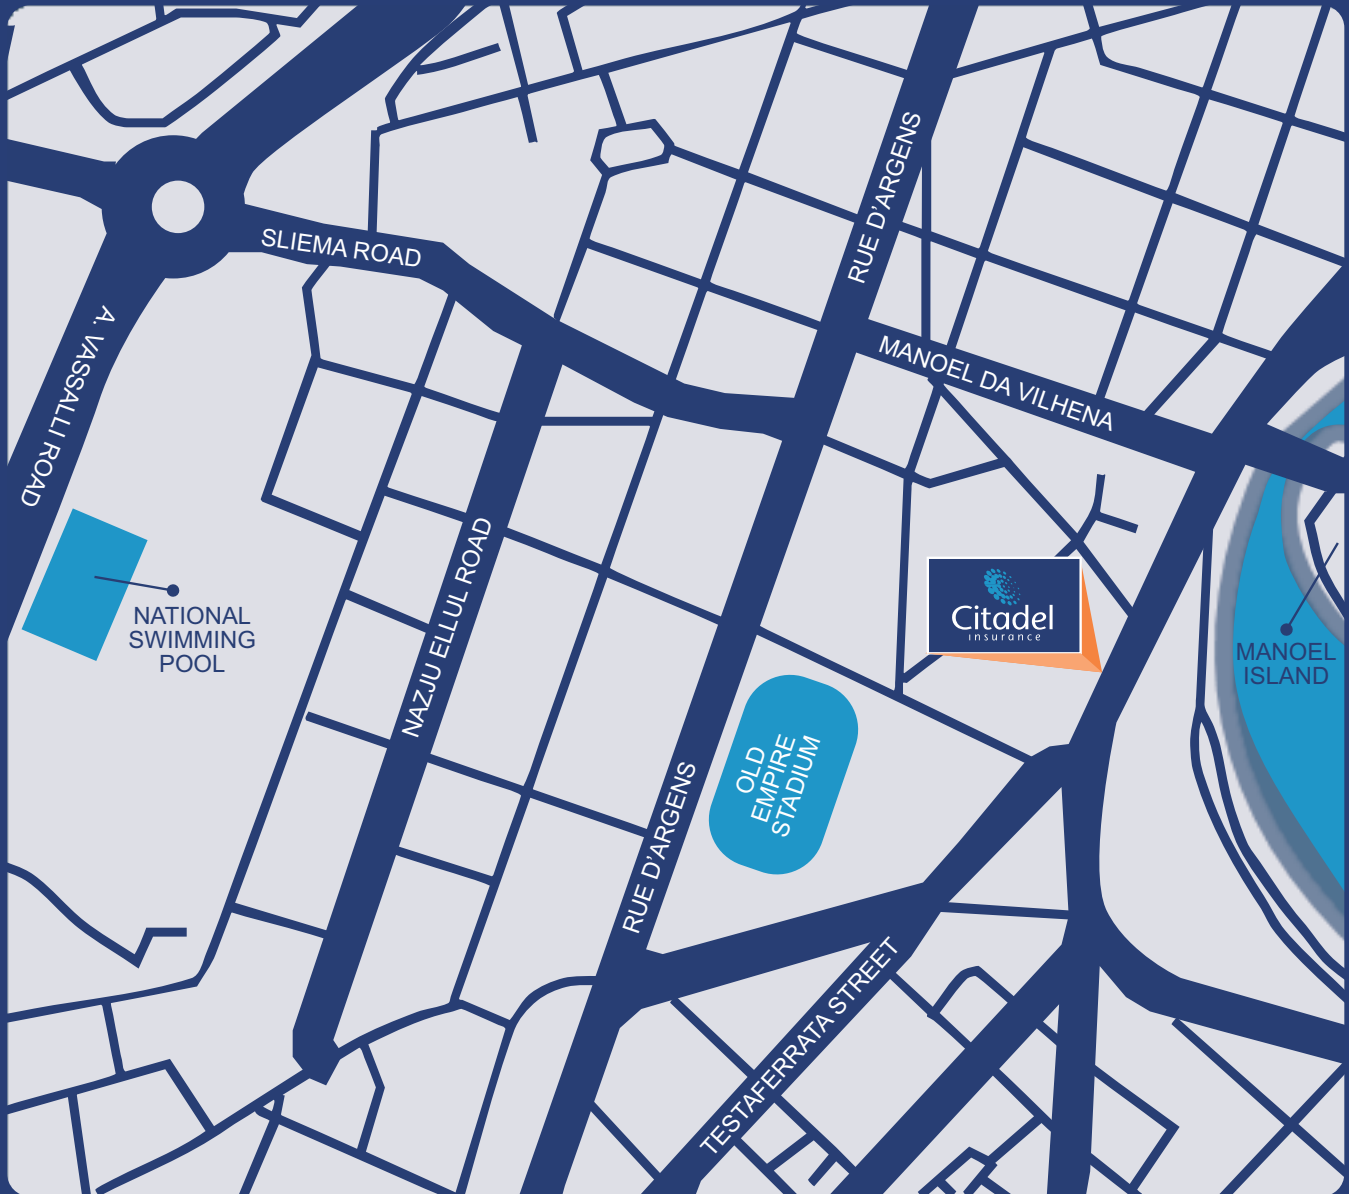 RUE D'ARGENS
SLIEMA ROAD
A. VASSALLI ROAD
MANOEL DA VILHENA
NAZJU ELLUL ROAD
NATIONAL
SWIMMING
POOL
Citadel
insurance
MANOEL
ISLAND
OLD
EMPIRE
STADIUM
RUE D'ARGENS
TESTAFERRATA STREET